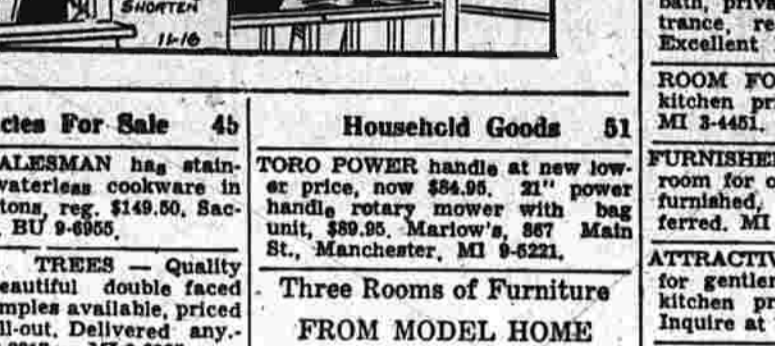 SHORTEN
11-16
cles For Sale 45
ALESMAN has stain-
waterless cookware in
tons, reg. $149.50, Sac-
BU 9-6955.
TREES — Quality
eautiful double faced
mples available, priced
ll-out. Delivered any.-
Household Goods 51
TORO POWER handle at new low-
er price, now $84.95. 21" power
handle rotary mower with bag
unit, $89.95. Marlow's, 867 Main
St., Manchester, MI 9-5221.
Three Rooms of Furniture
FROM MODEL HOME
bath, priva
trance, re
Excellent
ROOM FO
kitchen pr
MI 3-4451.
FURNISHE
room for o
furnished,
ferred. MI
ATTRACTIV
for gentler
kitchen pr
Inquire at